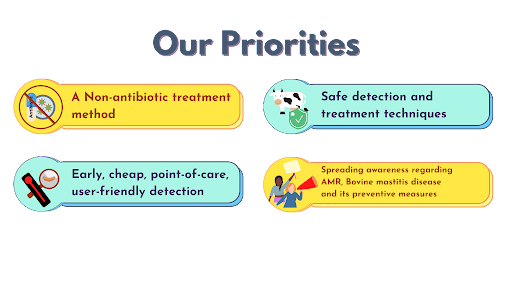 Our Priorities
A Non-antibiotic treatment
method
Safe detection and
treatment techniques
Early, cheap, point-of-care,
user-friendly detection
Spreading awareness regarding
AMR, Bovine mastitis disease
and its preventive measures